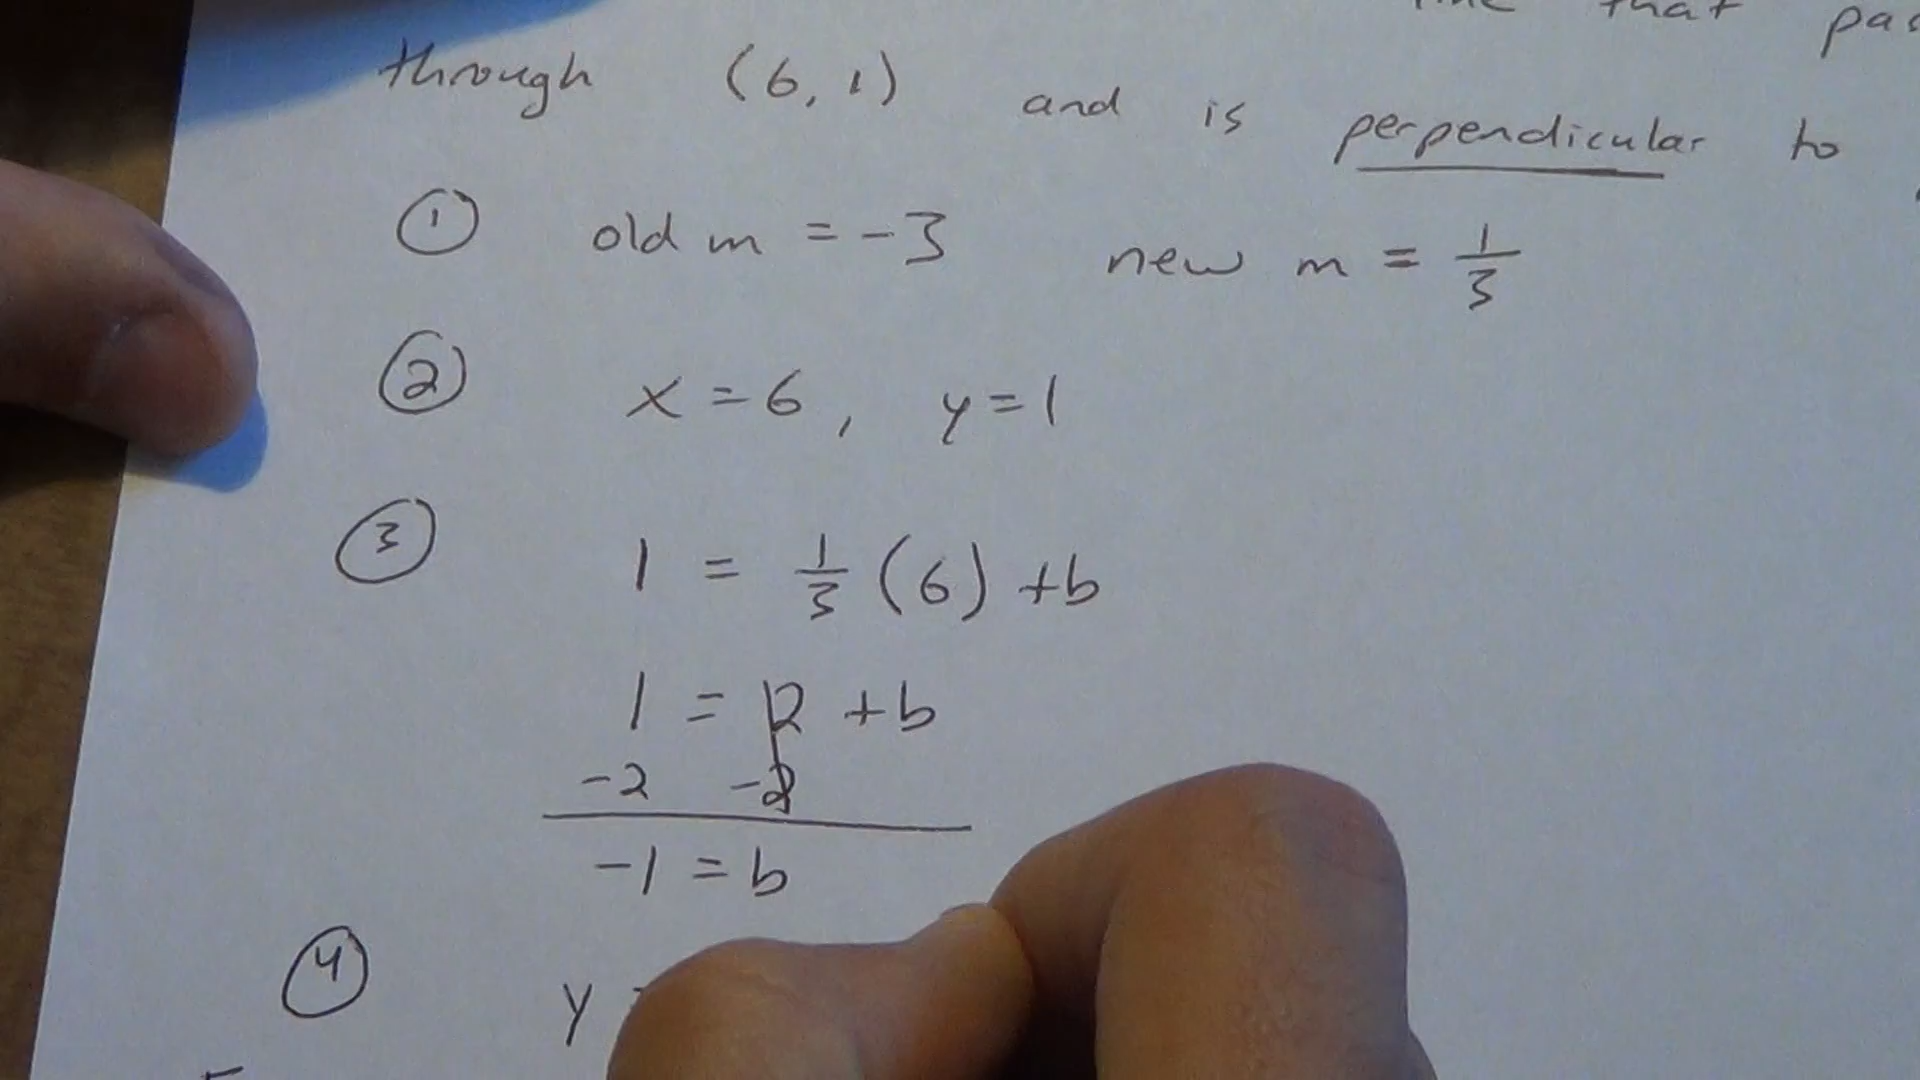 that
through (6, 1) and is perpendicular to
① old m = -3 new m = 1/3
② x = 6, y = 1
③ 1 = 1/3 (6) + b
1 = 2 + b
-2 -2
-1 = b
④ y